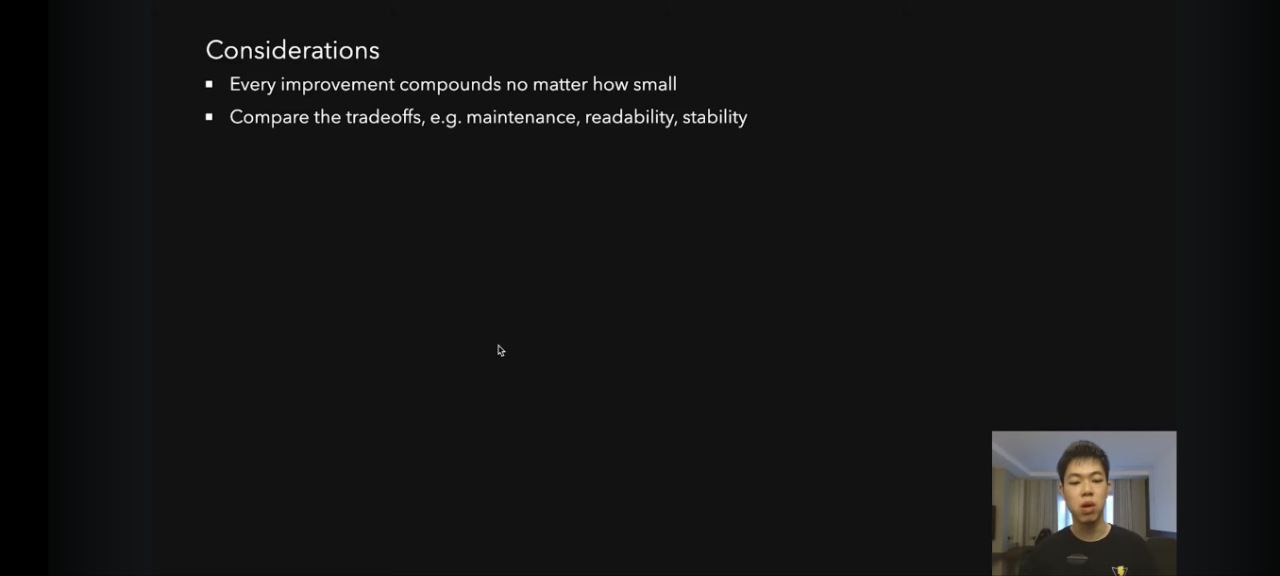 Considerations
Every improvement compounds no matter how small
Compare the tradeoffs, e.g. maintenance, readability, stability